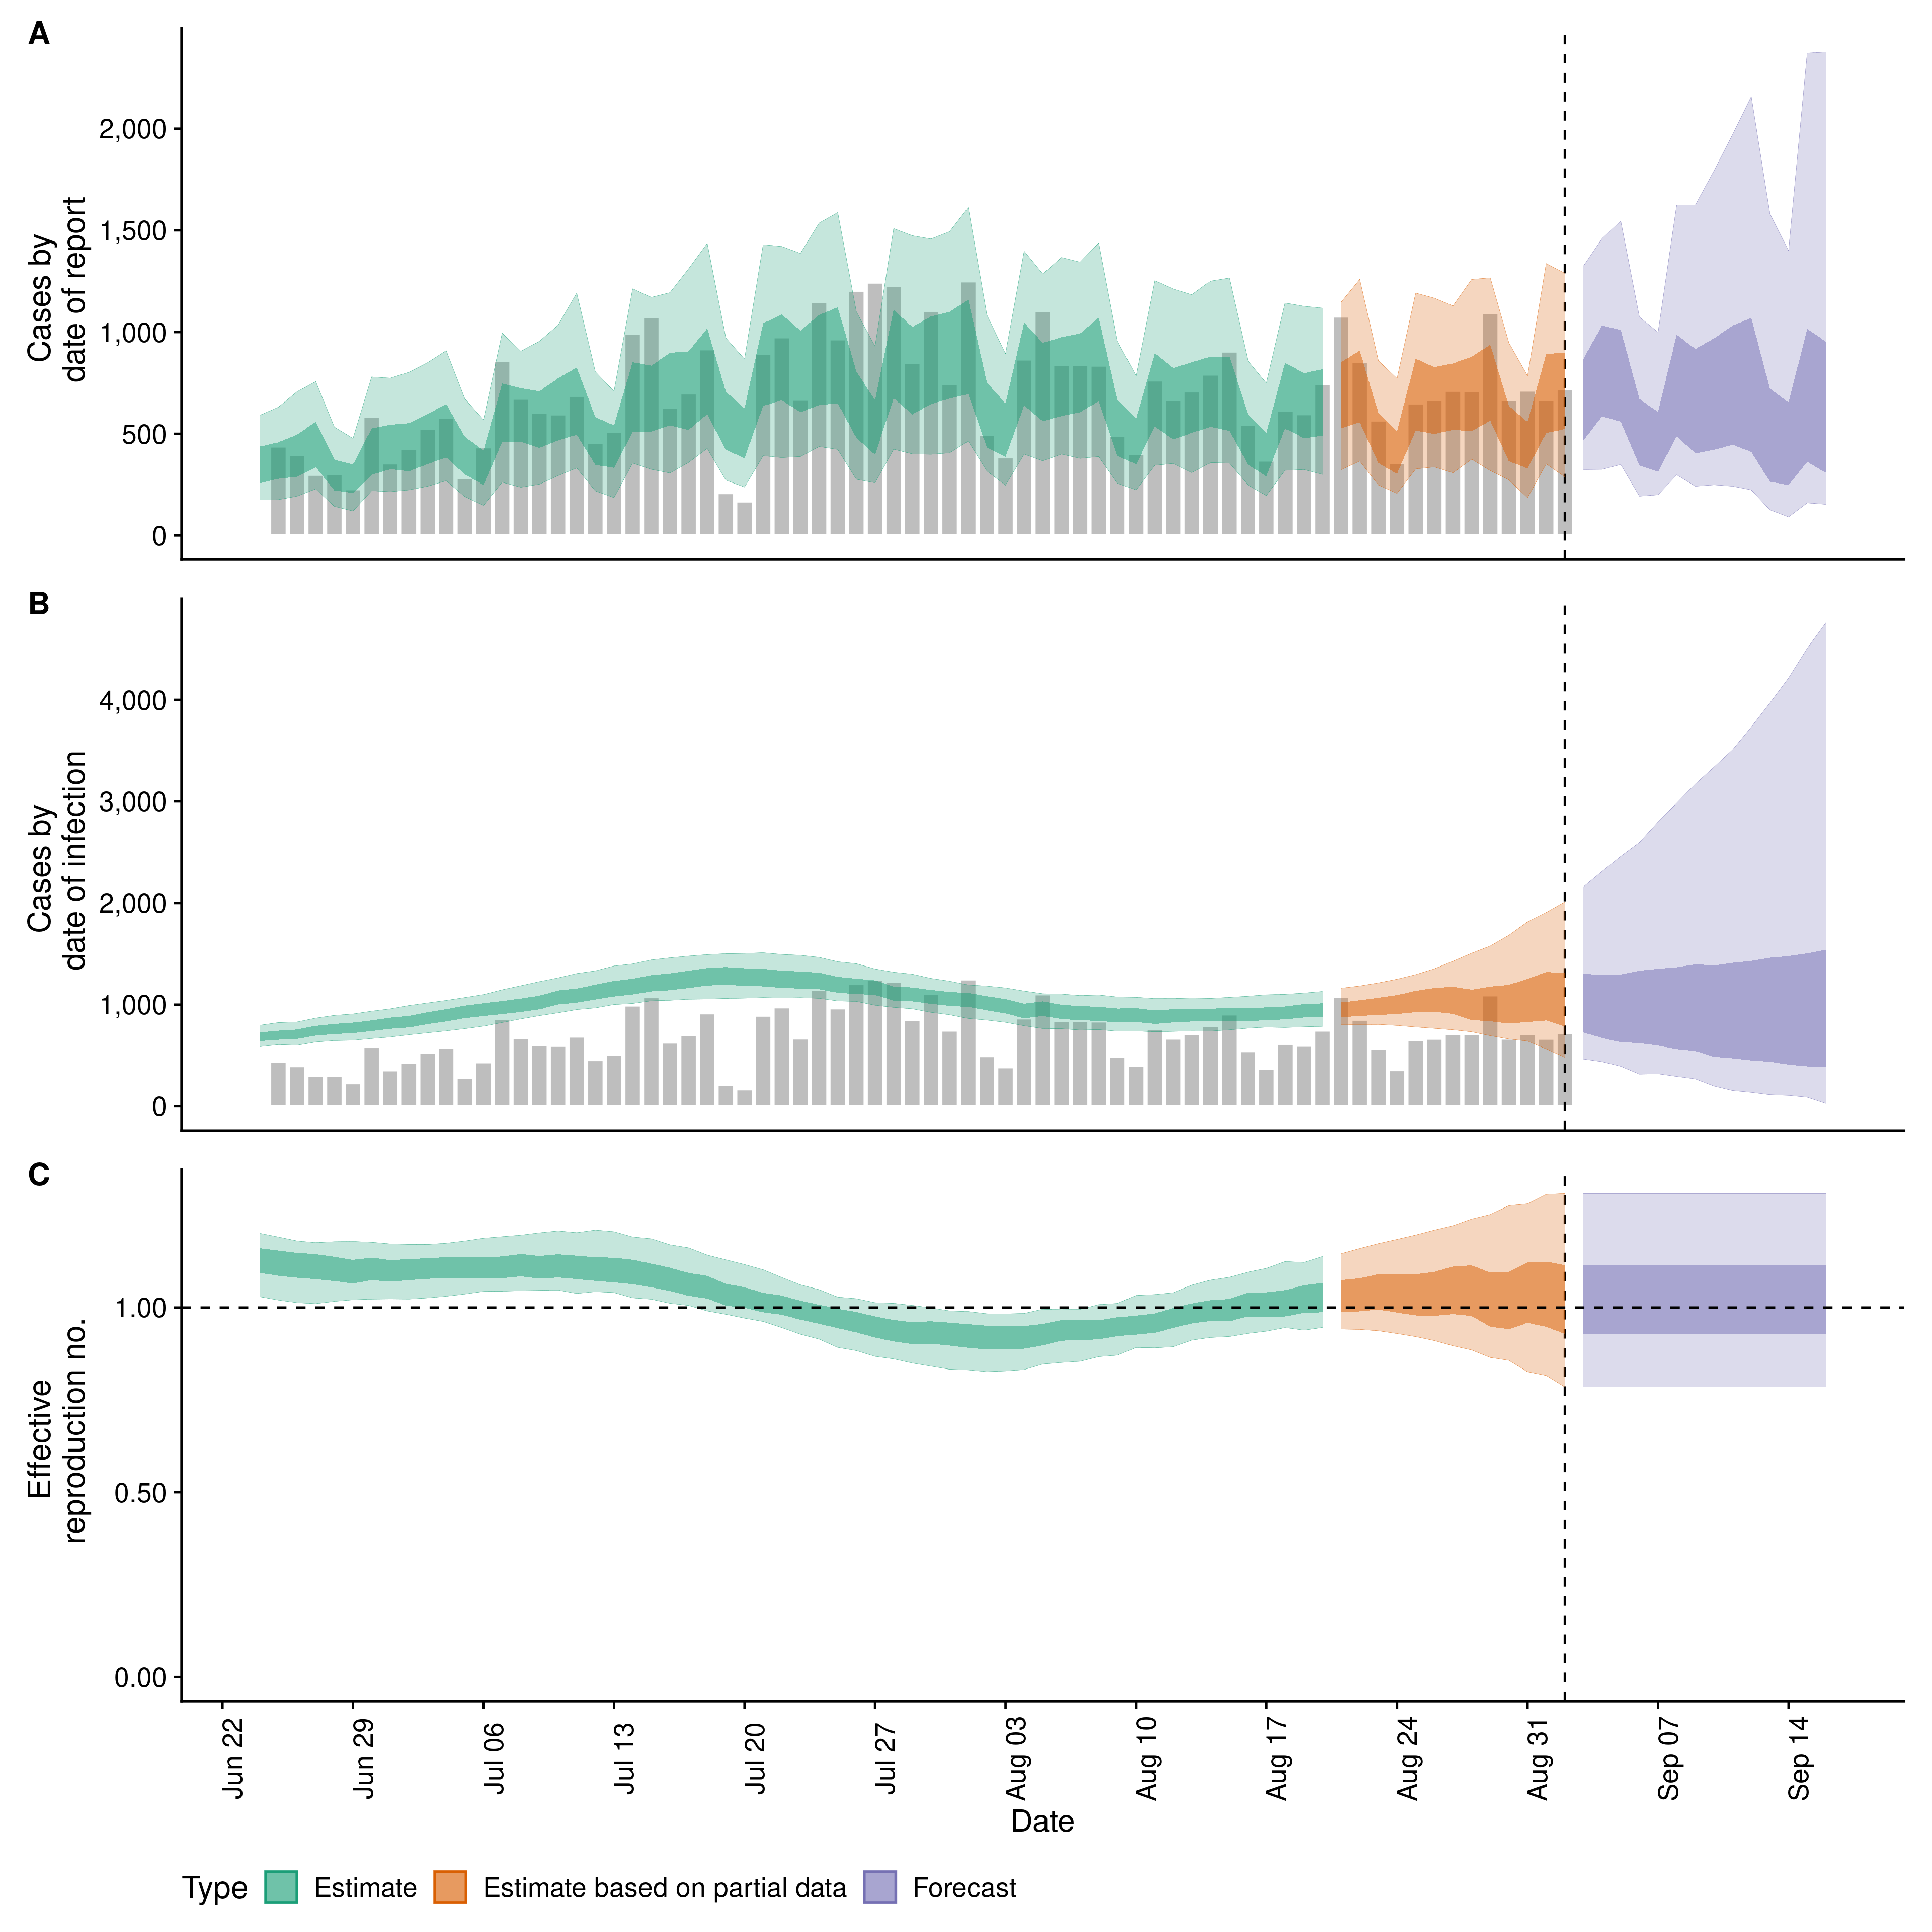 A
Cases by
date of report
2,000
1,500
1,000
500
0
B
Cases by
date of infection
4,000
3,000
2,000
1,000
0
C
Effective
reproduction no.
1.00
0.50
0.00
Jun 22
Jun 29
Jul 06
Jul 13
Jul 20
Jul 27
Aug 03
Aug 10
Aug 17
Aug 24
Aug 31
Sep 07
Sep 14
Date
Type Estimate Estimate based on partial data Forecast